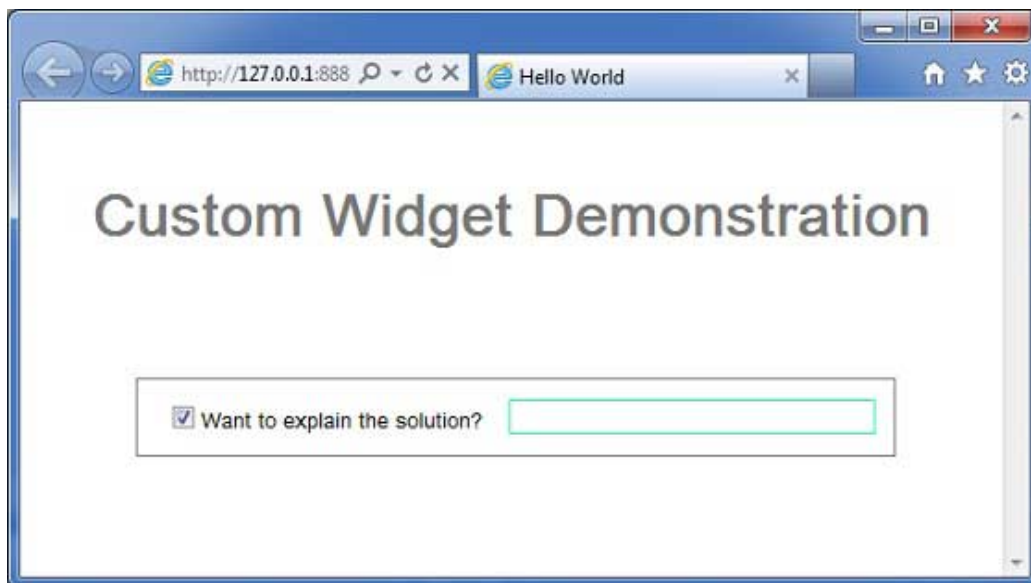 http://127.0.0.1:888
Hello World
Custom Widget Demonstration
Want to explain the solution?